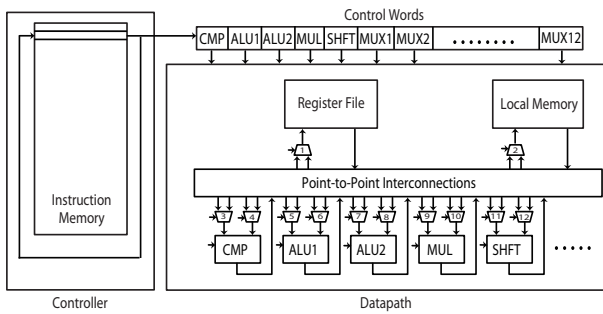 Control Words
CMP ALU1 ALU2 MUL SHFT MUX1 MUX2 ........ MUX12
Register File
Local Memory
1
2
Point-to-Point Interconnections
Instruction
Memory
3 4 5 6 7 8 9 10 11 12
CMP ALU1 ALU2 MUL SHFT .....
Controller
Datapath